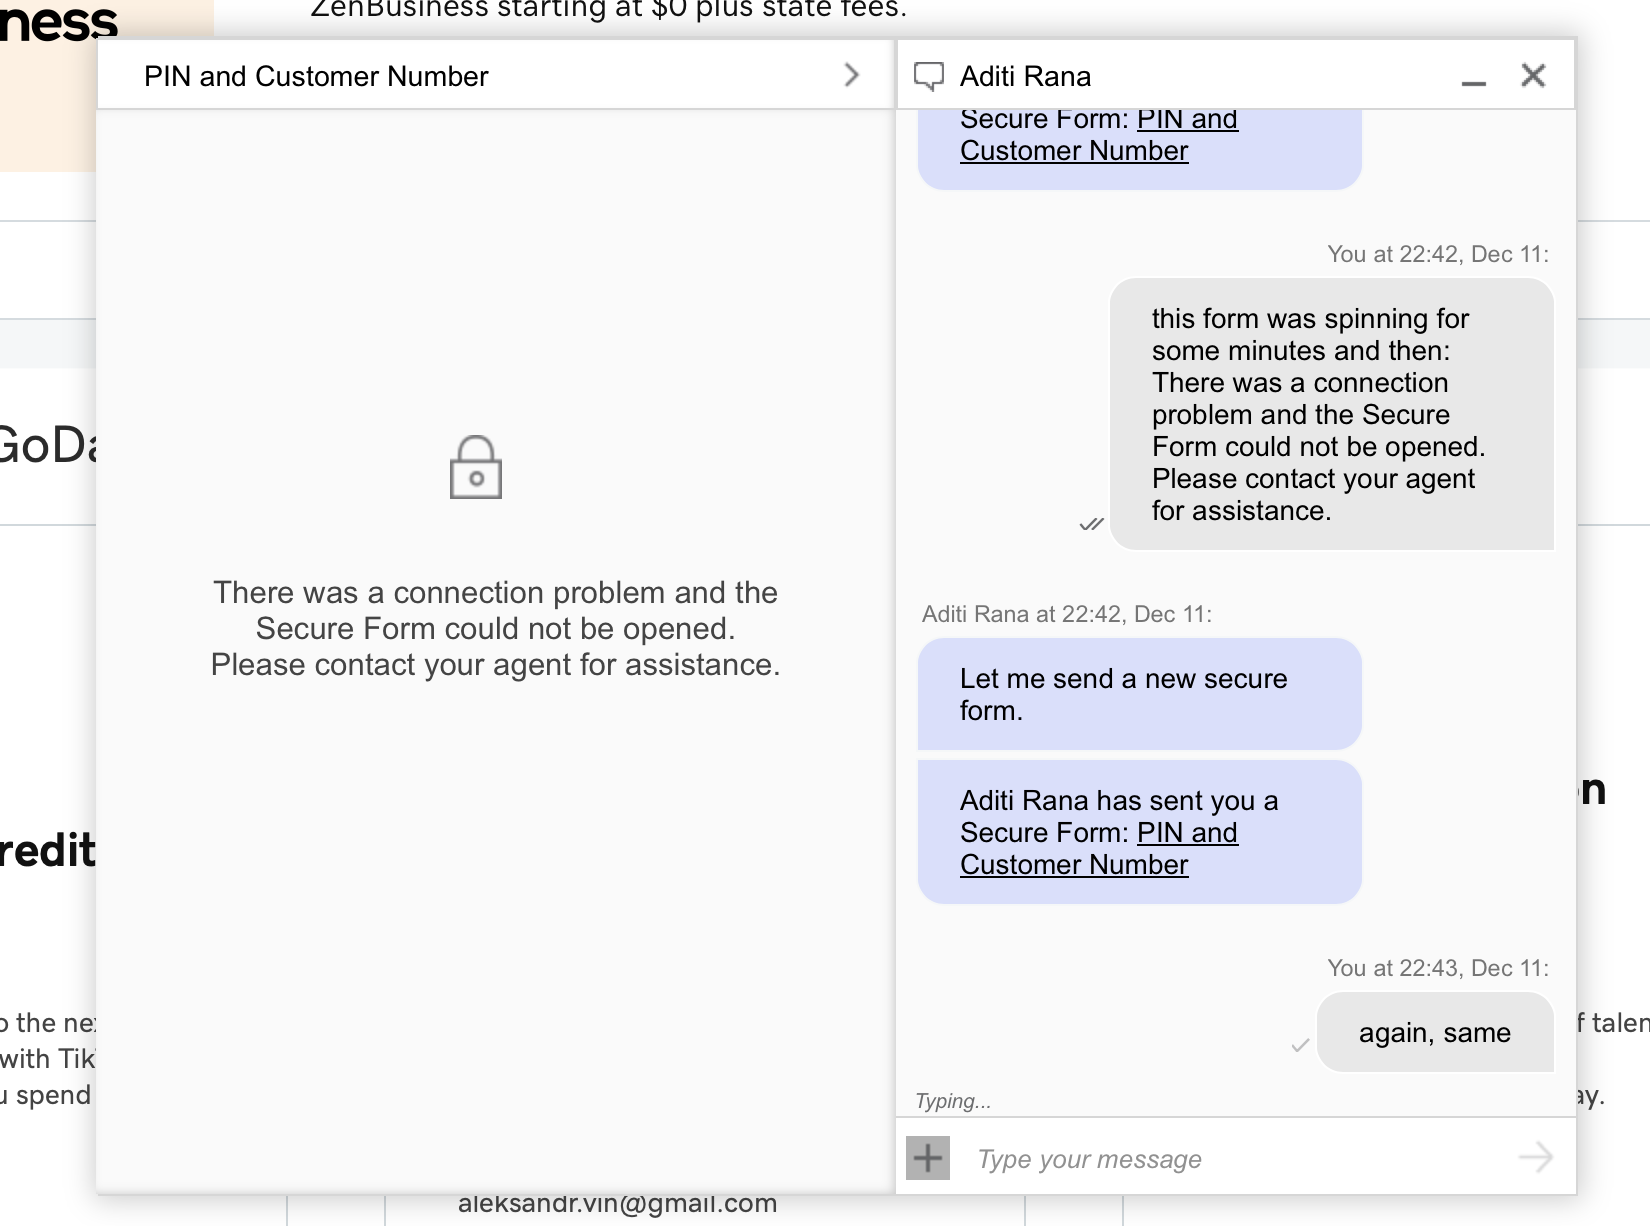 ness
ZenBusiness starting at $0 plus state fees.
PIN and Customer Number
Aditi Rana
Secure Form: PIN and
Customer Number
You at 22:42, Dec 11:
this form was spinning for
some minutes and then:
There was a connection
problem and the Secure
Form could not be opened.
Please contact your agent
for assistance.
GoDa
There was a connection problem and the
Secure Form could not be opened.
Please contact your agent for assistance.
Aditi Rana at 22:42, Dec 11:
Let me send a new secure
form.
Aditi Rana has sent you a
Secure Form: PIN and
Customer Number
on
redit
You at 22:43, Dec 11:
again, same
o the ne
with Tik
u spend
f talen
ay.
Typing...
Type your message
aleksandr.vin@gmail.com